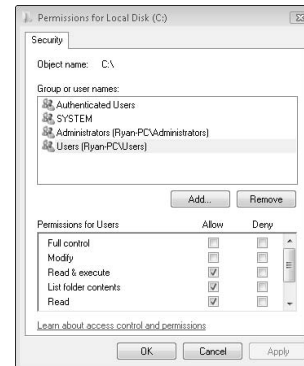 Permissions for Local Disk (C:)
Security
Object name: C:\
Group or user names:
Authenticated Users
SYSTEM
Administrators (Ryan-PC\Administrators)
Users (Ryan-PC\Users)
Add... Remove
Permissions for Users Allow Deny
Full control
Modify
Read & execute
List folder contents
Read
Learn about access control and permissions
OK Cancel Apply